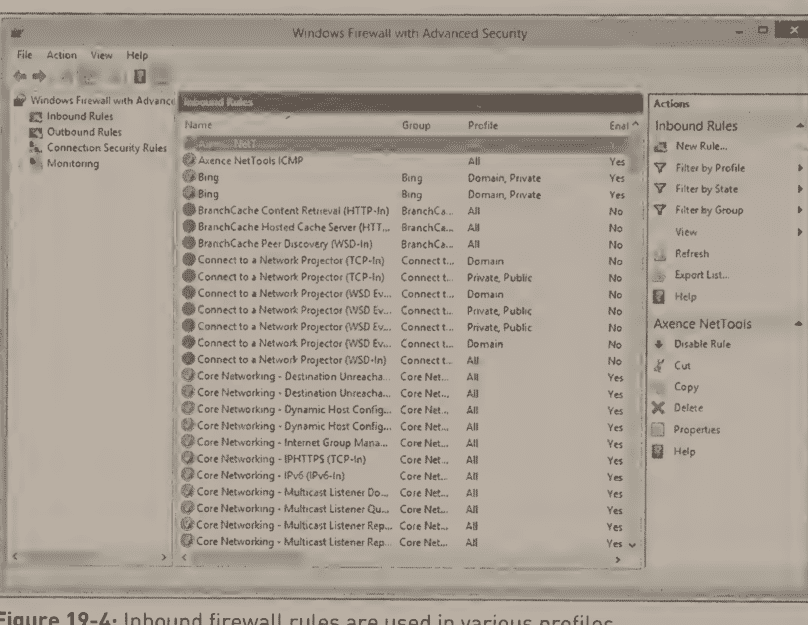 Windows Firewall with Advanced Security
File Action View Help
Windows Firewall with Advance
Inbound Rules
Outbound Rules
Connection Security Rules
Monitoring
Inbound Rules
Name Group Profile Enal
Axence NetTools ICMP All Yes
Bing Bing Domain, Private Yes
Bing Bing Domain, Private Yes
BranchCache Content Retrieval (HTTP-In) BranchCa... All No
BranchCache Hosted Cache Server (HTT... BranchCa... All No
BranchCache Peer Discovery (WSD-In) BranchCa... All No
Connect to a Network Projector (TCP-In) Connect t... Domain No
Connect to a Network Projector (TCP-In) Connect t... Private, Public No
Connect to a Network Projector (WSD Ev... Connect t... Domain No
Connect to a Network Projector (WSD Ev... Connect t... Private, Public No
Connect to a Network Projector (WSD Ev... Connect t... Private, Public No
Connect to a Network Projector (WSD Ev... Connect t... Domain No
Connect to a Network Projector (WSD-In) Connect t... All No
Core Networking - Destination Unreacha... Core Net... All Yes
Core Networking - Destination Unreacha... Core Net... All Yes
Core Networking - Dynamic Host Config... Core Net... All Yes
Core Networking - Dynamic Host Config... Core Net... All Yes
Core Networking - Internet Group Mana... Core Net... All Yes
Core Networking - IPHTTPS (TCP-In) Core Net... All Yes
Core Networking - IPv6 (IPv6-In) Core Net... All Yes
Core Networking - Multicast Listener Do... Core Net... All Yes
Core Networking - Multicast Listener Qu... Core Net... All Yes
Core Networking - Multicast Listener Rep... Core Net... All Yes
Core Networking - Multicast Listener Rep... Core Net... All Yes
Actions
Inbound Rules
New Rule...
Filter by Profile
Filter by State
Filter by Group
View
Refresh
Export List...
Help
Axence NetTools
Disable Rule
Cut
Copy
Delete
Properties
Help
Figure 19-4: Inbound firewall rules are used in various profiles